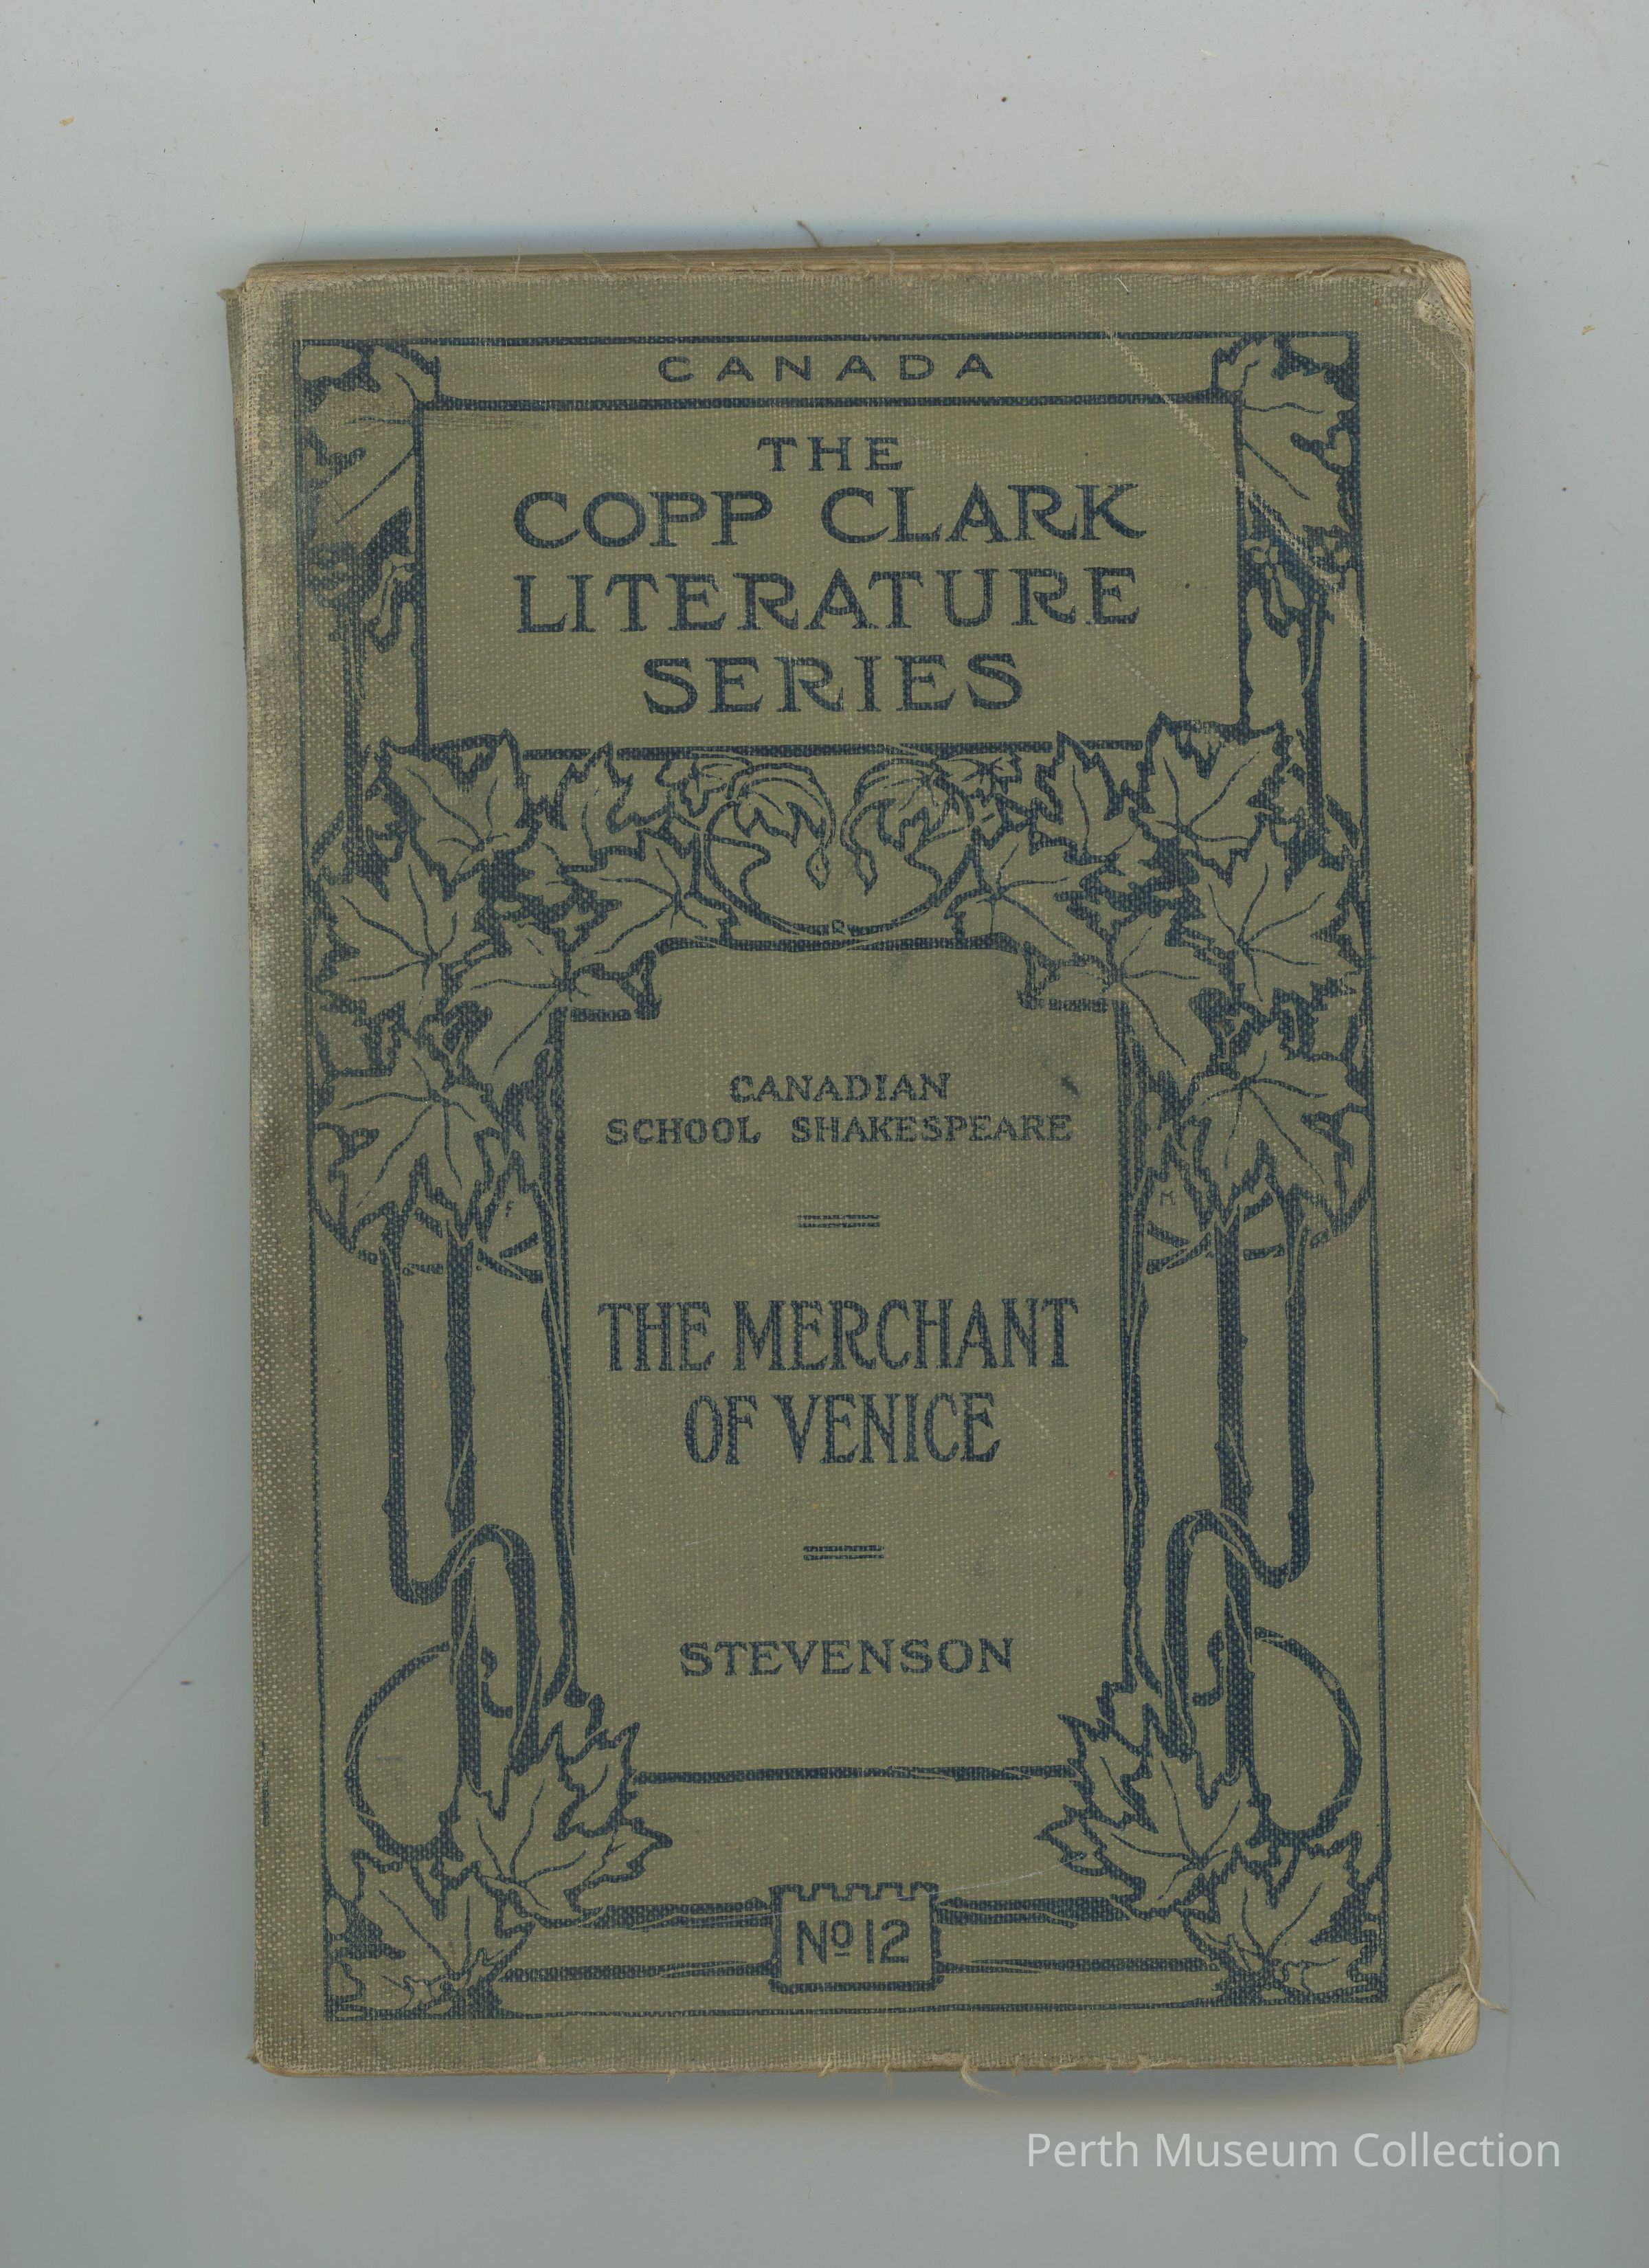 CANADA
THE
COPP CLARK
LITERATURE
SERIES
CANADIAN
SCHOOL SHAKESPEARE
THE MERCHANT
OF VENICE
STEVENSON
Nº 12
Perth Museum Collection